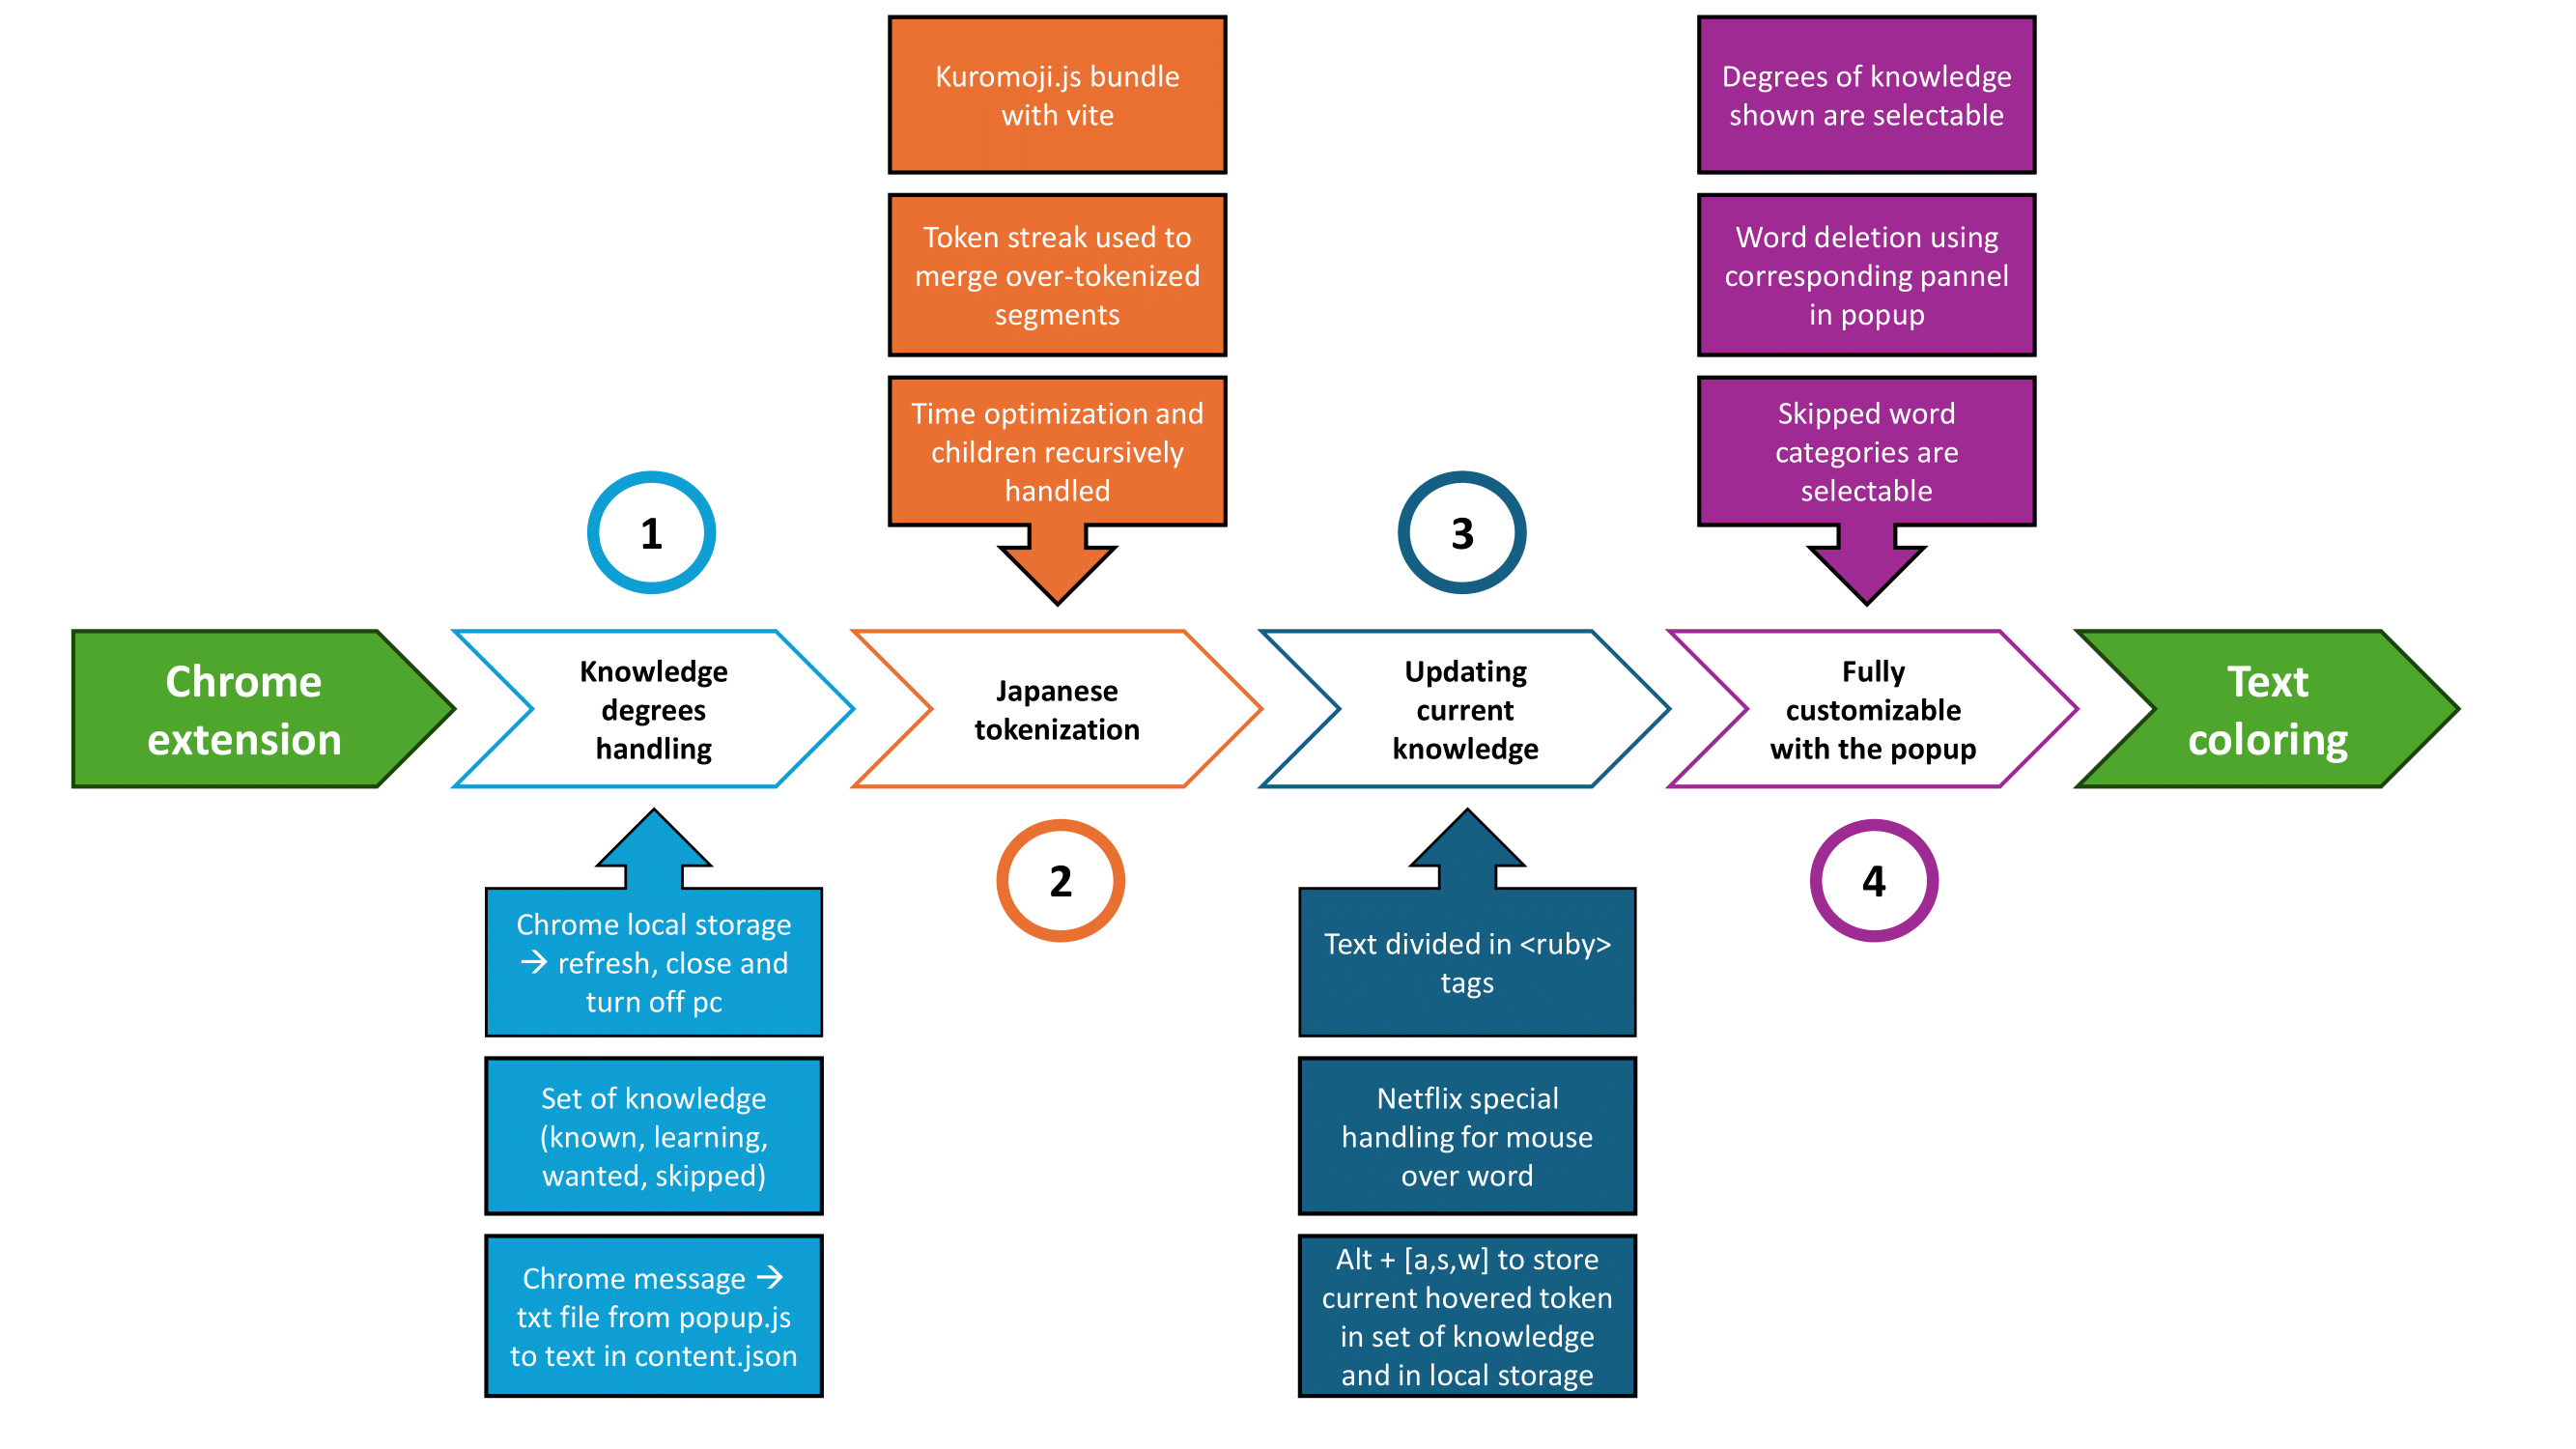 Kuromoji.js bundle
with vite
Token streak used to
merge over-tokenized
segments
Time optimization and
children recursively
handled
Degrees of knowledge
shown are selectable
Word deletion using
corresponding pannel
in popup
Skipped word
categories are
selectable
1
3
Chrome
extension
Knowledge
degrees
handling
Japanese
tokenization
Updating
current
knowledge
Fully
customizable
with the popup
Text
coloring
2
4
Chrome local storage
→ refresh, close and
turn off pc
Set of knowledge
(known, learning,
wanted, skipped)
Chrome message →
txt file from popup.js
to text in content.json
Text divided in <ruby>
tags
Netflix special
handling for mouse
over word
Alt + [a,s,w] to store
current hovered token
in set of knowledge
and in local storage